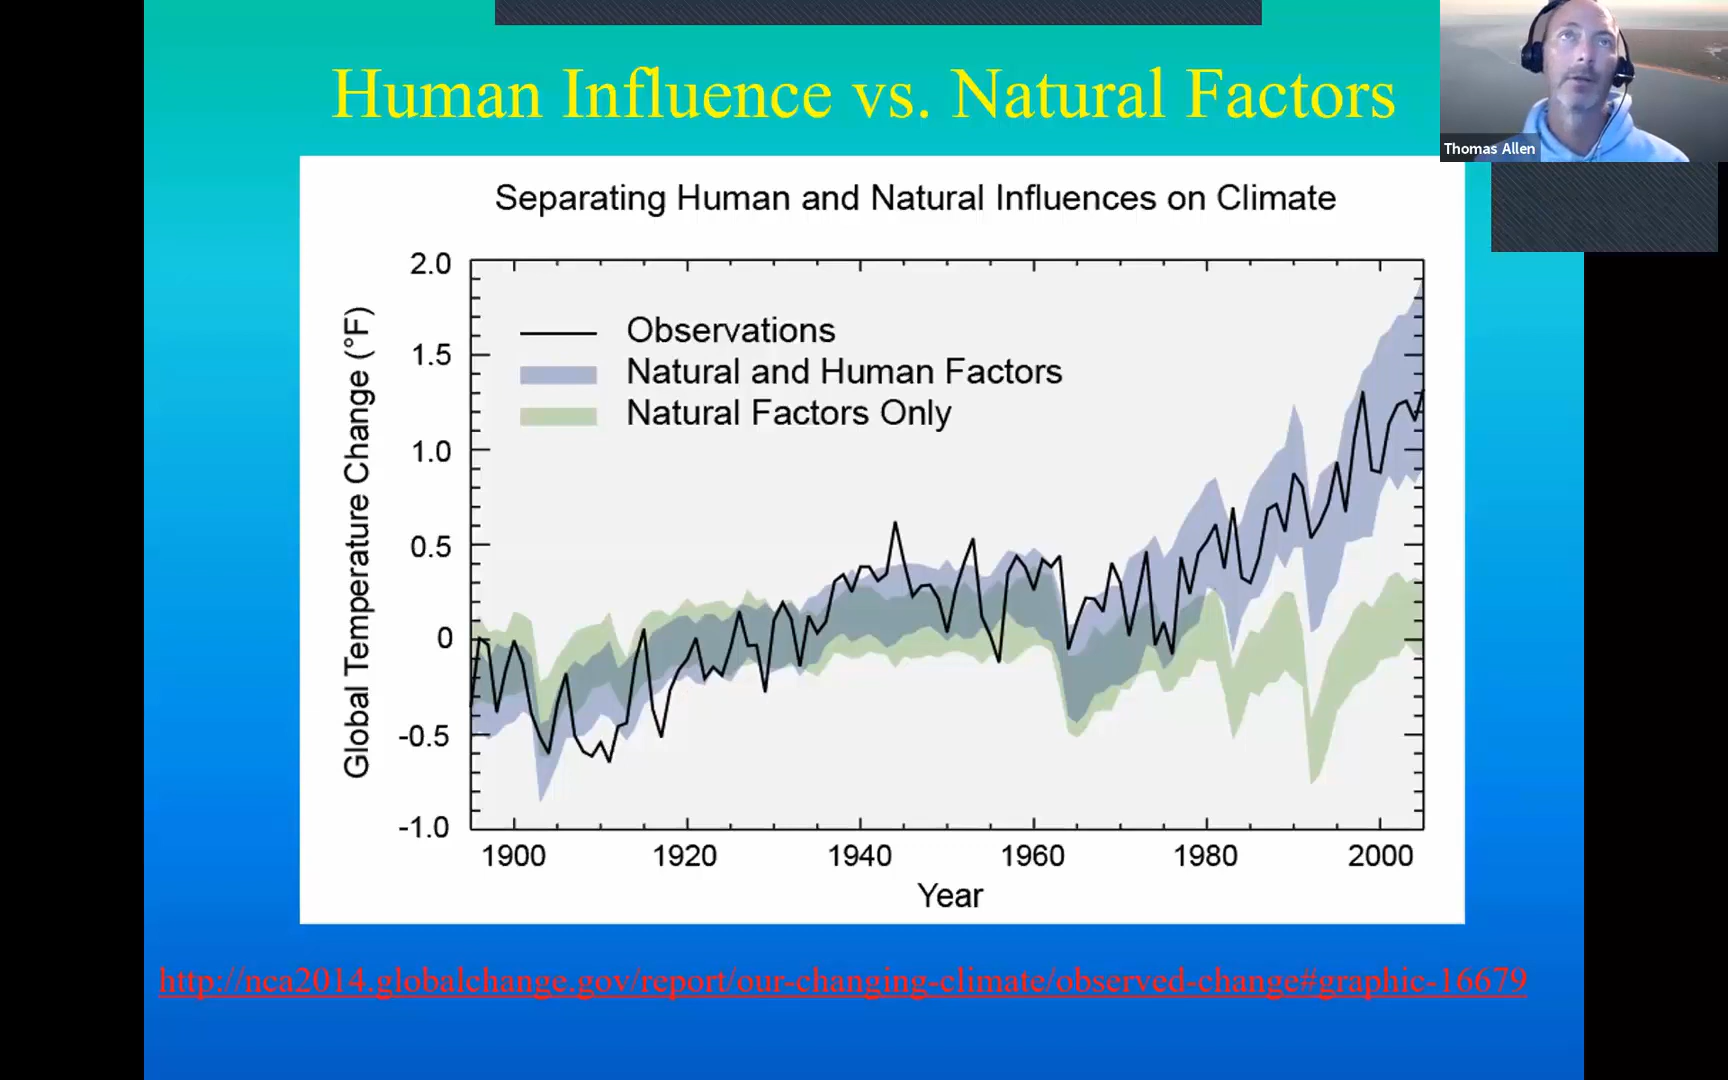 Human Influence vs. Natural Factors
Thomas Allen
Separating Human and Natural Influences on Climate
Global Temperature Change (°F)
2.0
1.5
1.0
0.5
0
-0.5
-1.0
Observations
Natural and Human Factors
Natural Factors Only
1900 1920 1940 1960 1980 2000
Year
http://nca2014.globalchange.gov/report/our-changing-climate/observed-change#graphic-16679